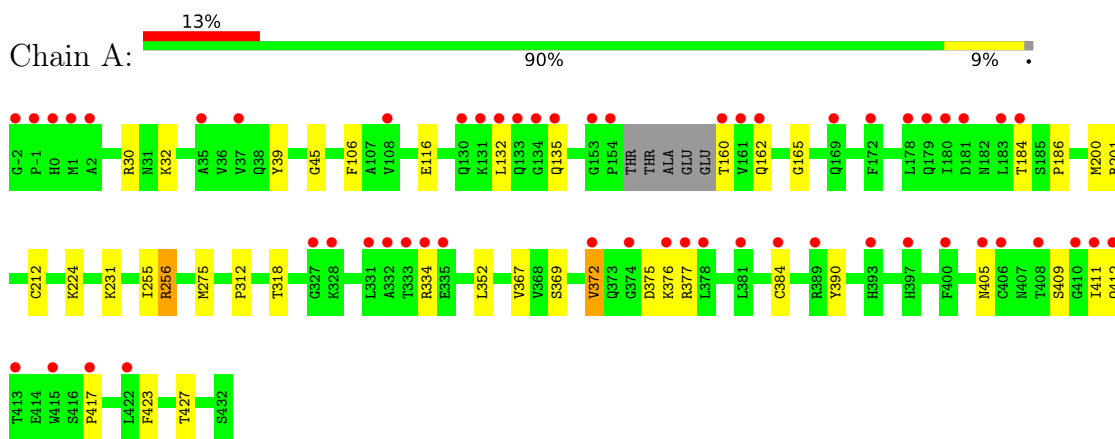 13%
Chain A:
90% 9% •
G-2 P-1 H0 M1 A2 R30 N31 K32 A35 V36 V37 Q38 Y39 G45 F106 A107 V108 E116 Q130 K131 L132 Q133 G134 Q135 G153 P154 THR THR ALA GLU GLU T160 V161 Q162 G165 Q169 F172 L178 Q179 I180 D181 N182 L183 T184 S185 P186 M200 R201
C212 K224 K231 I255 R256 M275 P312 T318 G327 K328 L331 A332 T333 R334 E335 L352 V367 V368 S369 V372 Q373 G374 D375 K376 R377 L378 L381 C384 R389 Y390 H393 H397 F400 N405 C406 N407 T408 S409 G410 I411
T413 E414 W415 S416 P417 L422 F423 T427 S432